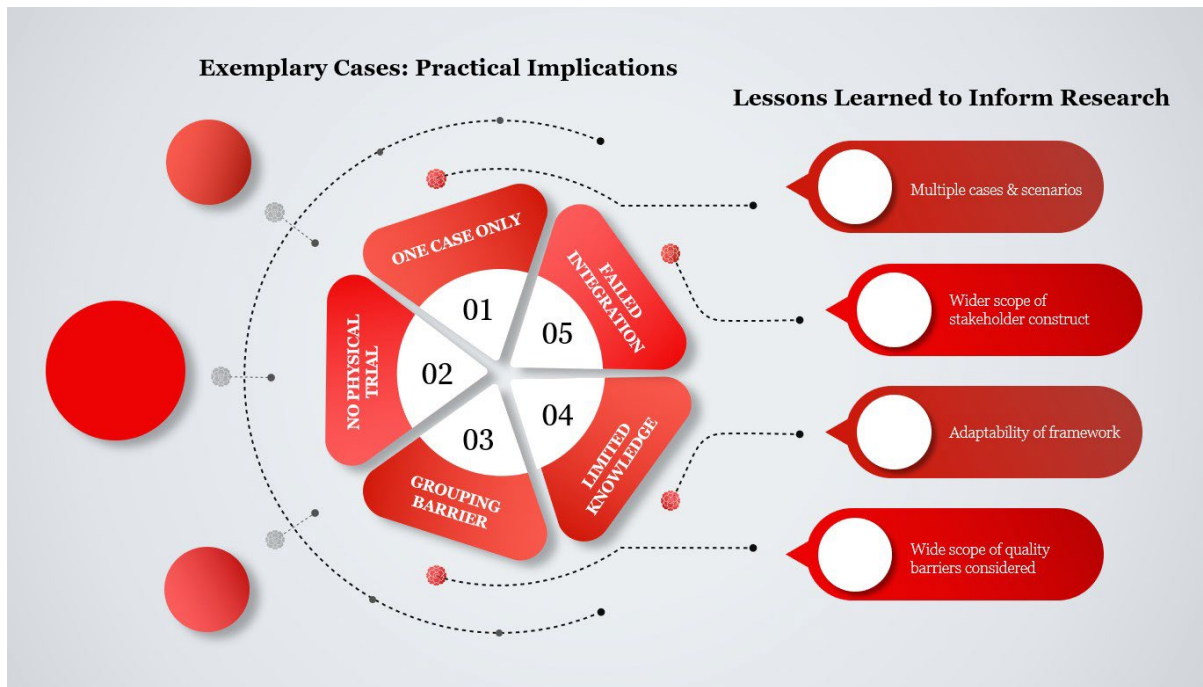 Exemplary Cases: Practical Implications
Lessons Learned to Inform Research
ONE CASE ONLY
01
NO PHYSICAL
TRIAL
02
GROUPING
BARRIER
03
LIMITED
KNOWLEDGE
04
FAILED
INTEGRATION
05
Multiple cases & scenarios
Wider scope of
stakeholder construct
Adaptability of framework
Wide scope of quality
barriers considered